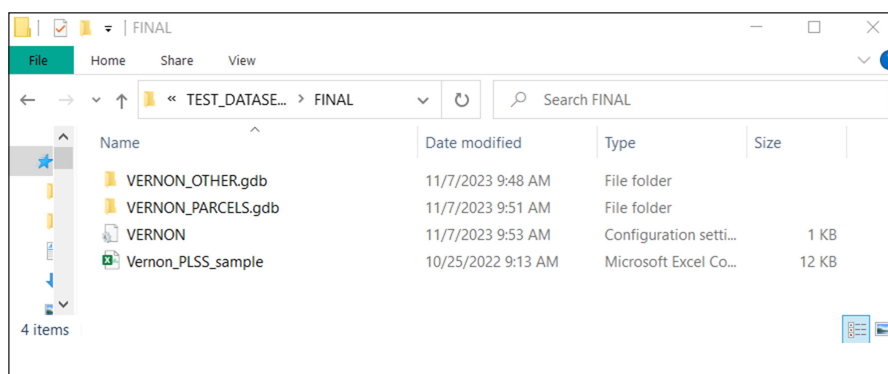 FINAL
File Home Share View
« TEST_DATASE... > FINAL Search FINAL
Name Date modified Type Size
VERNON_OTHER.gdb 11/7/2023 9:48 AM File folder
VERNON_PARCELS.gdb 11/7/2023 9:51 AM File folder
VERNON 11/7/2023 9:53 AM Configuration setti... 1 KB
Vernon_PLSS_sample 10/25/2022 9:13 AM Microsoft Excel Co... 12 KB
4 items